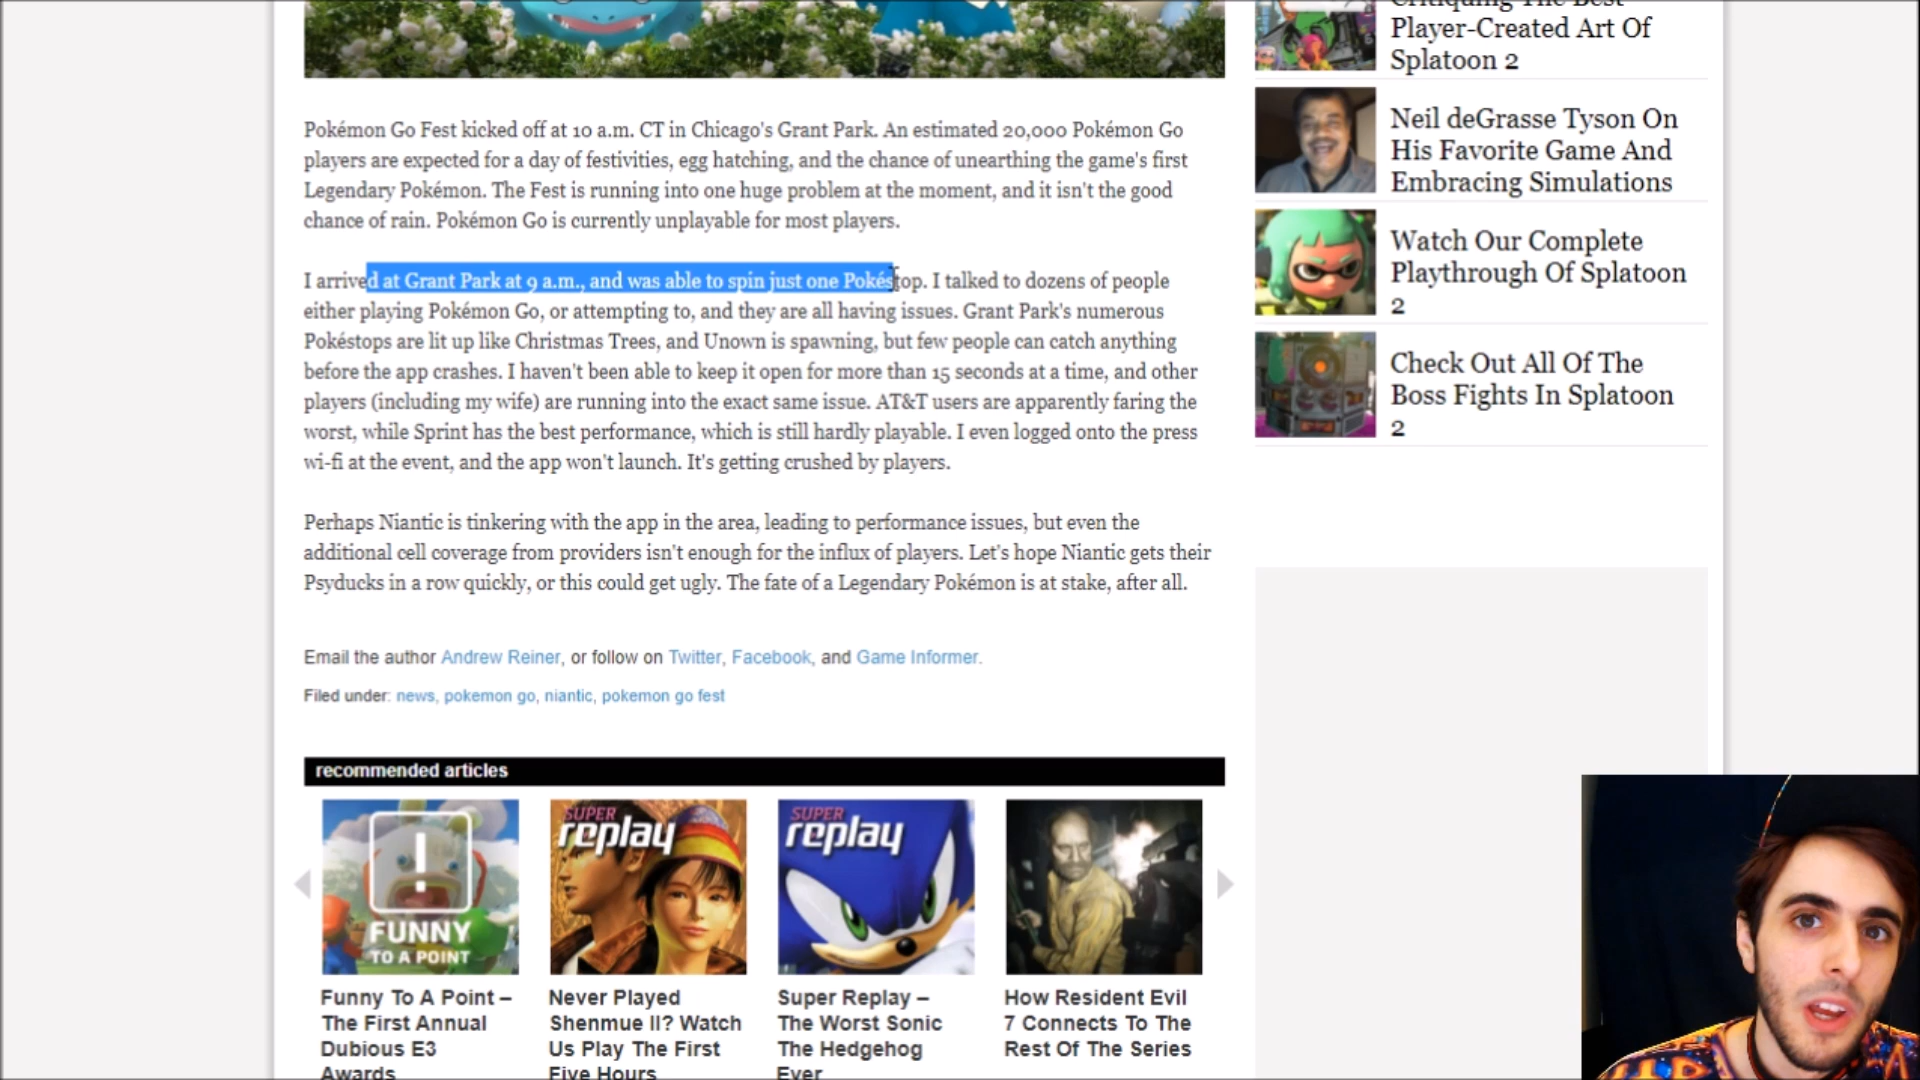 Pokémon Go Fest kicked off at 10 a.m. CT in Chicago's Grant Park. An estimated 20,000 Pokémon Go
players are expected for a day of festivities, egg hatching, and the chance of unearthing the game's first
Legendary Pokémon. The Fest is running into one huge problem at the moment, and it isn't the good
chance of rain. Pokémon Go is currently unplayable for most players.
I arrived at Grant Park at 9 a.m., and was able to spin just one Pokéstop. I talked to dozens of people
either playing Pokémon Go, or attempting to, and they are all having issues. Grant Park's numerous
Pokéstops are lit up like Christmas Trees, and Unown is spawning, but few people can catch anything
before the app crashes. I haven't been able to keep it open for more than 15 seconds at a time, and other
players (including my wife) are running into the exact same issue. AT&T users are apparently faring the
worst, while Sprint has the best performance, which is still hardly playable. I even logged onto the press
wi-fi at the event, and the app won't launch. It's getting crushed by players.
Perhaps Niantic is tinkering with the app in the area, leading to performance issues, but even the
additional cell coverage from providers isn't enough for the influx of players. Let's hope Niantic gets their
Psyducks in a row quickly, or this could get ugly. The fate of a Legendary Pokémon is at stake, after all.
Email the author Andrew Reiner, or follow on Twitter, Facebook, and Game Informer.
Filed under: news, pokemon go, niantic, pokemon go fest
recommended articles
!
FUNNY
TO A POINT
Funny To A Point –
The First Annual
Dubious E3
Awards
SUPER
replay
Never Played
Shenmue II? Watch
Us Play The First
Five Hours
SUPER
replay
Super Replay –
The Worst Sonic
The Hedgehog
Ever
How Resident Evil
7 Connects To The
Rest Of The Series
Critiquing The Best
Player-Created Art Of
Splatoon 2
Neil deGrasse Tyson On
His Favorite Game And
Embracing Simulations
Watch Our Complete
Playthrough Of Splatoon
2
Check Out All Of The
Boss Fights In Splatoon
2